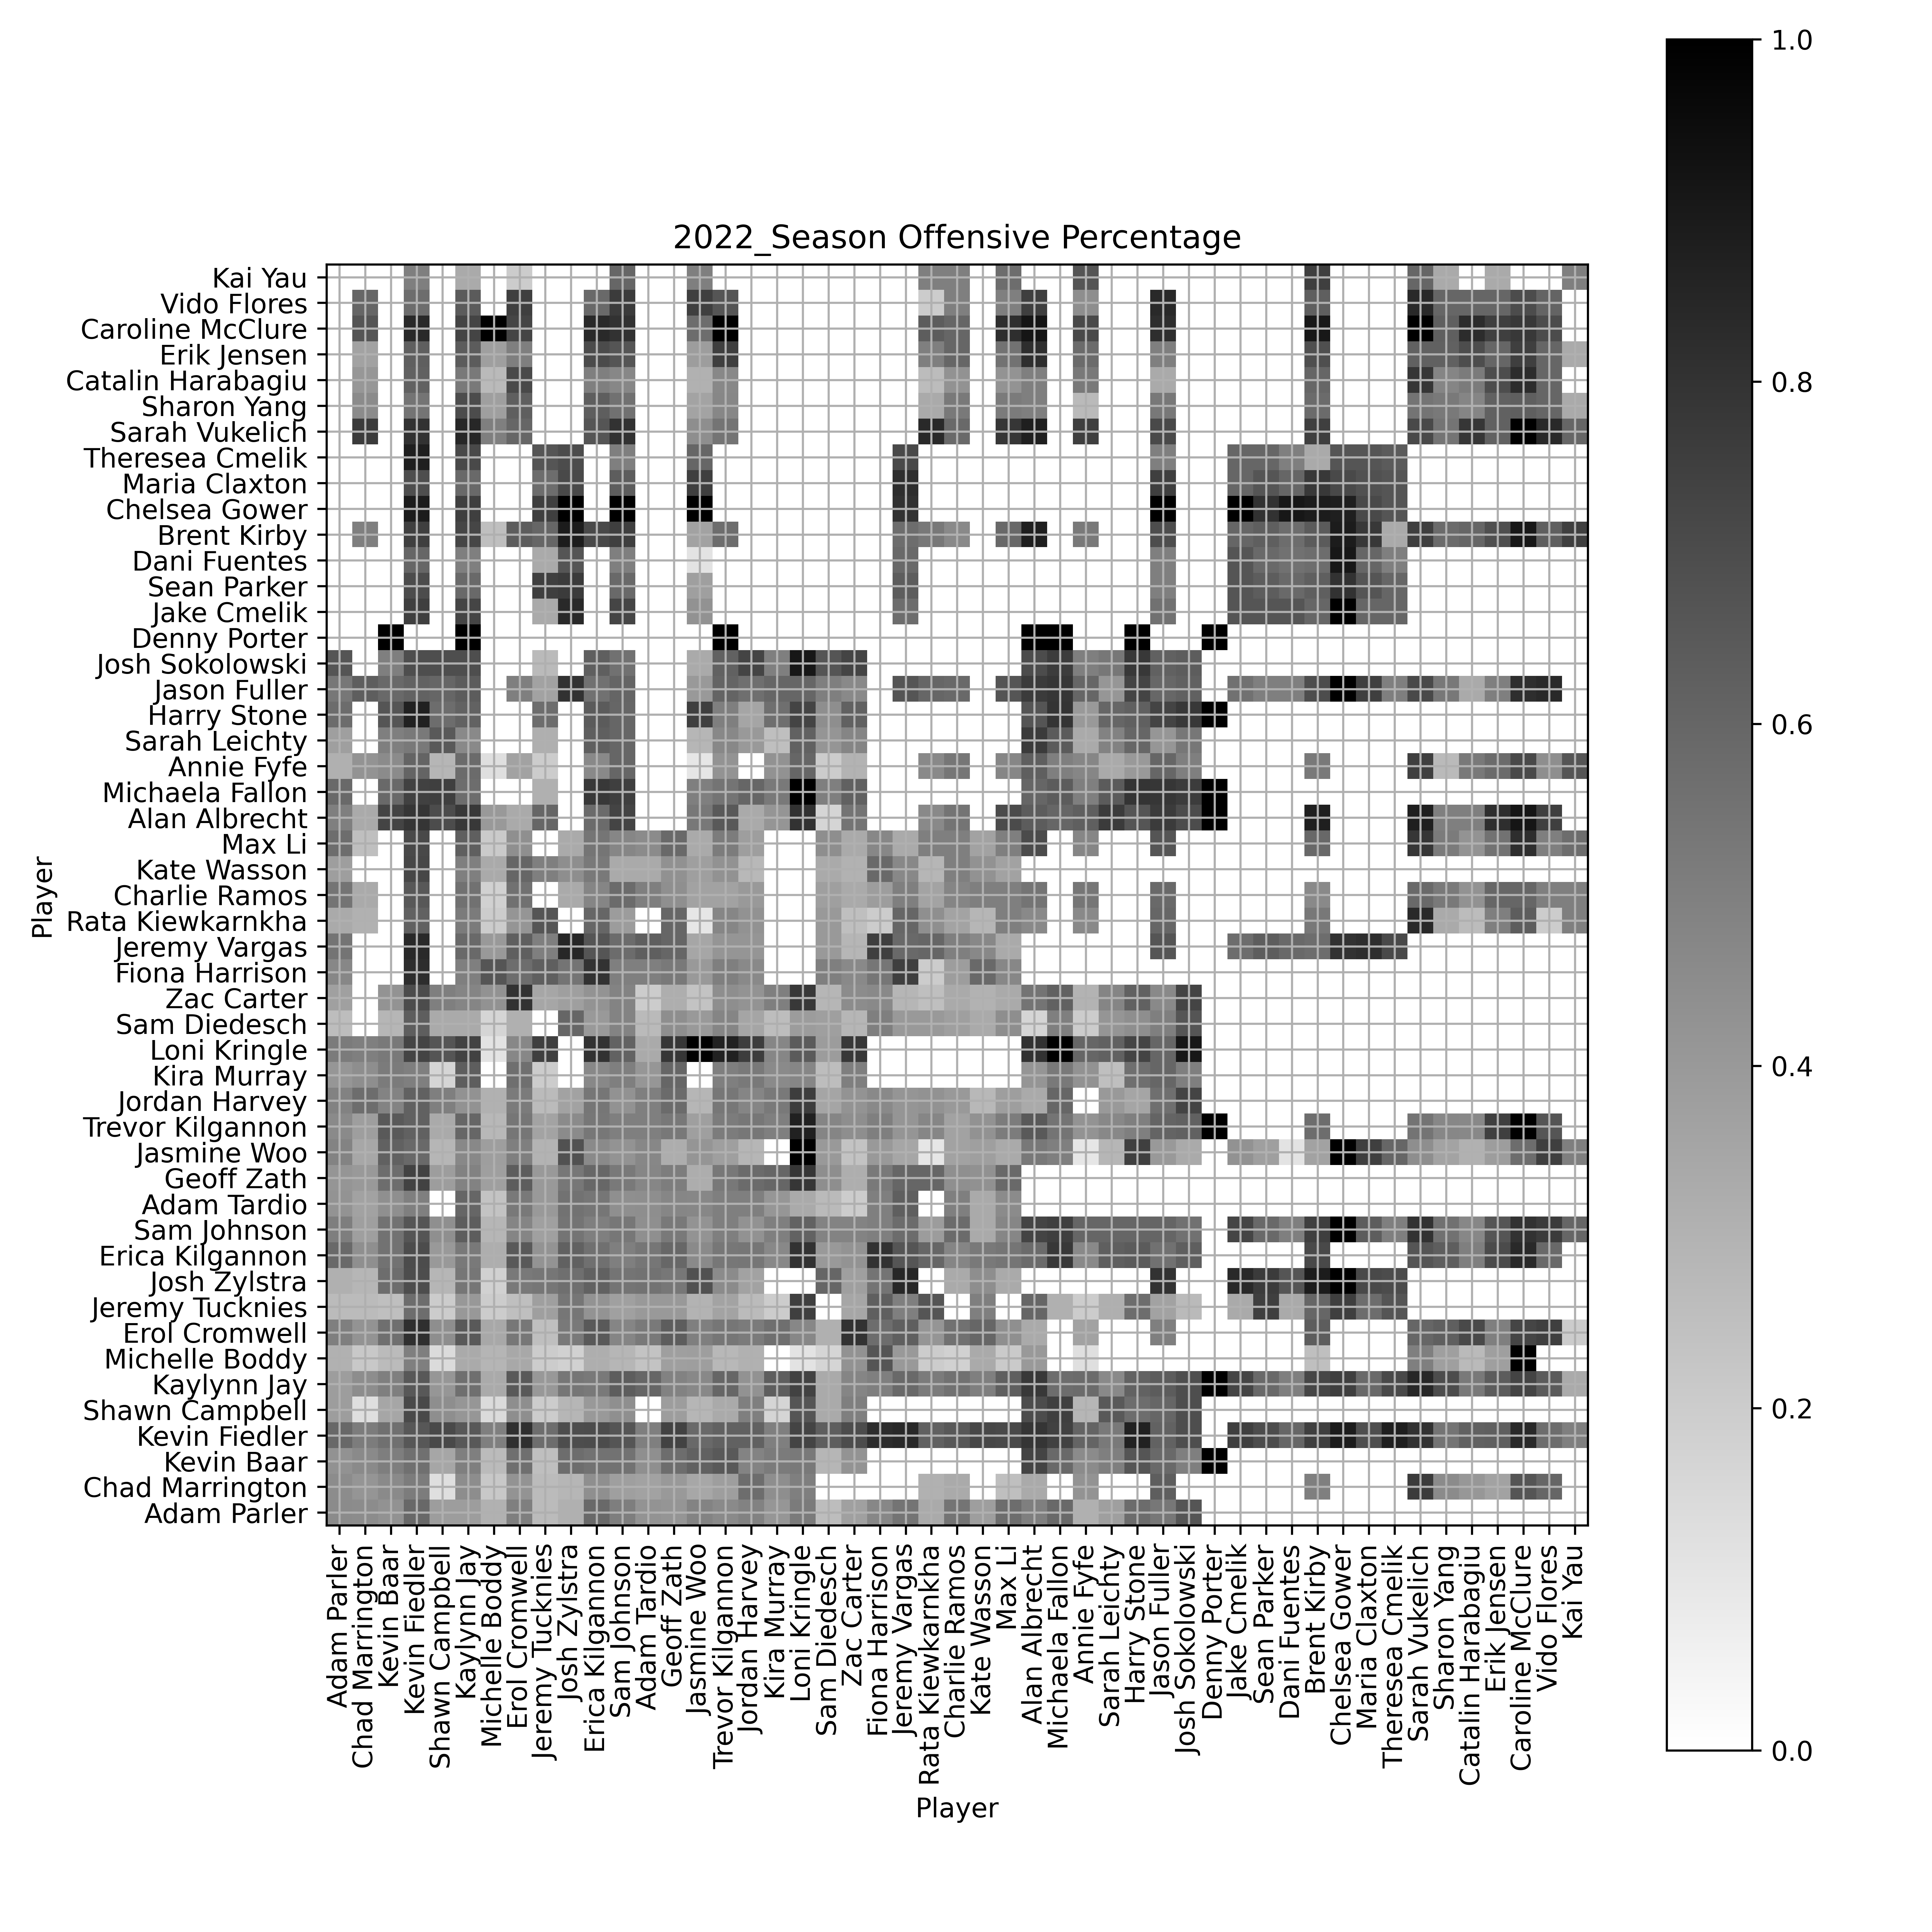 2022_Season Offensive Percentage
Kai Yau
Vido Flores
Caroline McClure
Erik Jensen
Catalin Harabagiu
Sharon Yang
Sarah Vukelich
Theresea Cmelik
Maria Claxton
Chelsea Gower
Brent Kirby
Dani Fuentes
Sean Parker
Jake Cmelik
Denny Porter
Josh Sokolowski
Jason Fuller
Harry Stone
Sarah Leichty
Annie Fyfe
Michaela Fallon
Alan Albrecht
Max Li
Kate Wasson
Charlie Ramos
Rata Kiewkarnkha
Jeremy Vargas
Fiona Harrison
Zac Carter
Sam Diedesch
Loni Kringle
Kira Murray
Jordan Harvey
Trevor Kilgannon
Jasmine Woo
Geoff Zath
Adam Tardio
Sam Johnson
Erica Kilgannon
Josh Zylstra
Jeremy Tucknies
Erol Cromwell
Michelle Boddy
Kaylynn Jay
Shawn Campbell
Kevin Fiedler
Kevin Baar
Chad Marrington
Adam Parler
Player
Adam Parler
Chad Marrington
Kevin Baar
Kevin Fiedler
Shawn Campbell
Kaylynn Jay
Michelle Boddy
Erol Cromwell
Jeremy Tucknies
Josh Zylstra
Erica Kilgannon
Sam Johnson
Adam Tardio
Geoff Zath
Jasmine Woo
Trevor Kilgannon
Jordan Harvey
Kira Murray
Loni Kringle
Sam Diedesch
Zac Carter
Fiona Harrison
Jeremy Vargas
Rata Kiewkarnkha
Charlie Ramos
Kate Wasson
Max Li
Alan Albrecht
Michaela Fallon
Annie Fyfe
Sarah Leichty
Harry Stone
Jason Fuller
Josh Sokolowski
Denny Porter
Jake Cmelik
Sean Parker
Dani Fuentes
Brent Kirby
Chelsea Gower
Maria Claxton
Theresea Cmelik
Sarah Vukelich
Sharon Yang
Catalin Harabagiu
Erik Jensen
Caroline McClure
Vido Flores
Kai Yau
Player
1.0
0.8
0.6
0.4
0.2
0.0